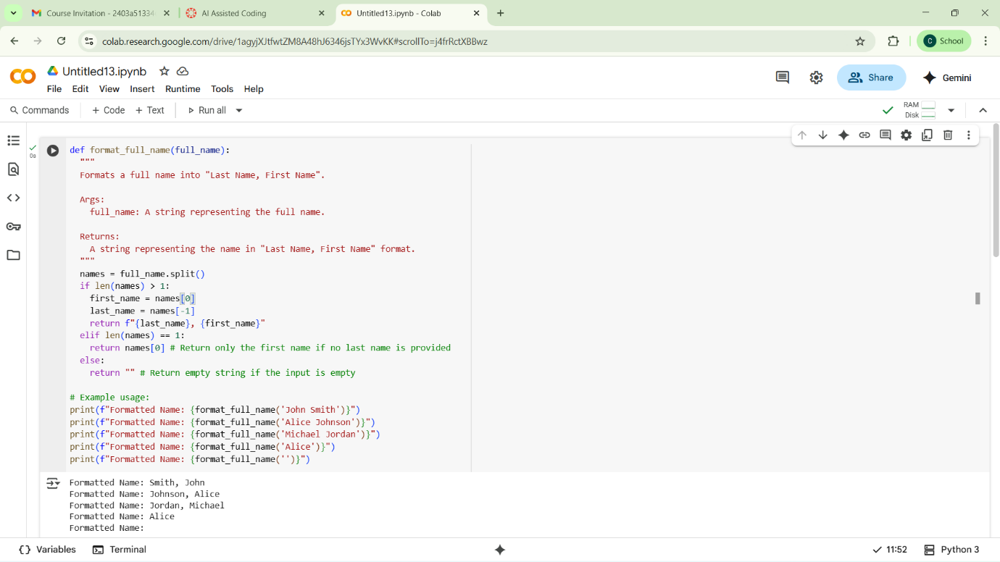 Course Invitation - 2403a51334
AI Assisted Coding
Untitled13.ipynb - Colab
colab.research.google.com/drive/1agyjXJtfwtZM8A48hJ6346jsTYx3WvKK#scrollTo=j4frRctXBBwz
C School
Untitled13.ipynb
Share
Gemini
File Edit View Insert Runtime Tools Help
Commands + Code + Text Run all
RAM
Disk
0s
def format_full_name(full_name):
"""
Formats a full name into "Last Name, First Name".
Args:
full_name: A string representing the full name.
Returns:
A string representing the name in "Last Name, First Name" format.
"""
names = full_name.split()
if len(names) > 1:
first_name = names[0]
last_name = names[-1]
return f"{last_name}, {first_name}"
elif len(names) == 1:
return names[0] # Return only the first name if no last name is provided
else:
return "" # Return empty string if the input is empty
# Example usage:
print(f"Formatted Name: {format_full_name('John Smith')}")
print(f"Formatted Name: {format_full_name('Alice Johnson')}")
print(f"Formatted Name: {format_full_name('Michael Jordan')}")
print(f"Formatted Name: {format_full_name('Alice')}")
print(f"Formatted Name: {format_full_name('')}")
Formatted Name: Smith, John
Formatted Name: Johnson, Alice
Formatted Name: Jordan, Michael
Formatted Name: Alice
Formatted Name:
{ } Variables Terminal
11:52 Python 3